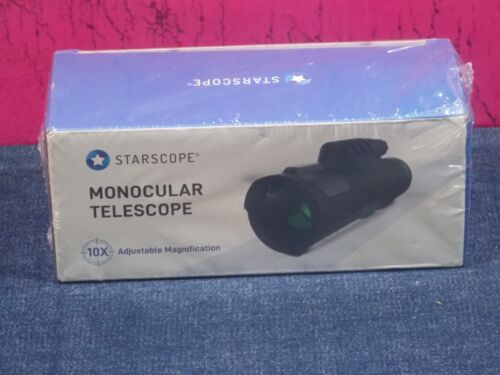 STARSCOPE®
STARSCOPE®
MONOCULAR
TELESCOPE
10X Adjustable Magnification